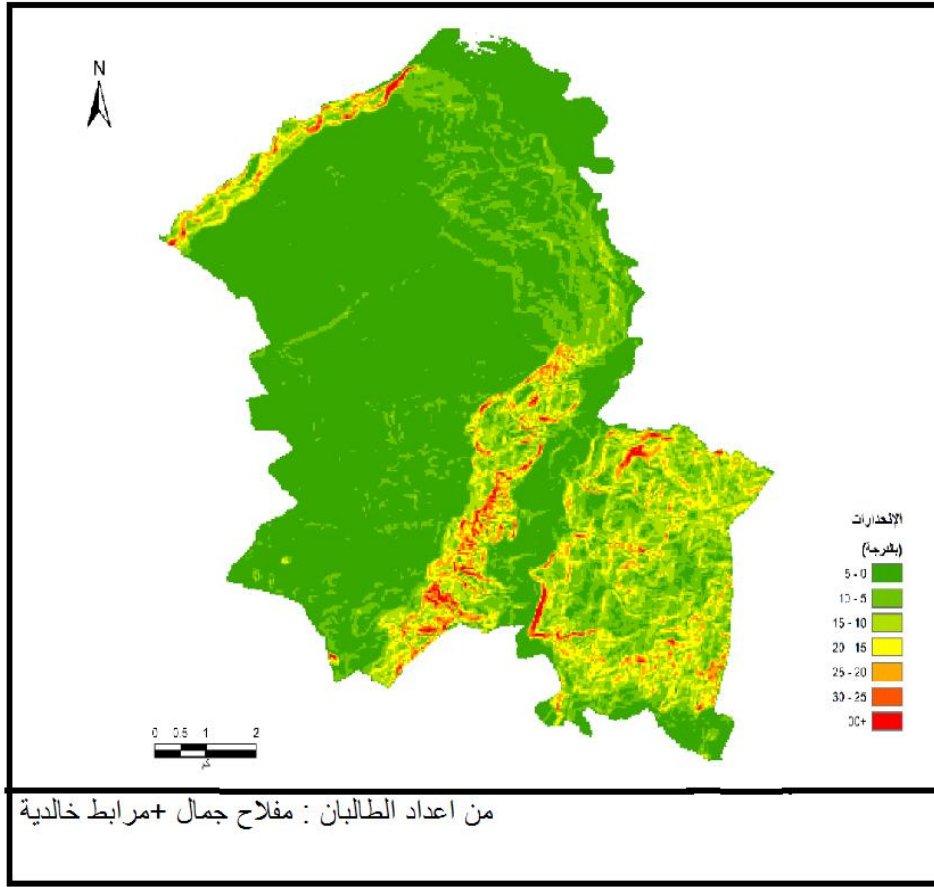 N
الإنحدارات
(بالدرجة)
5 - 0
10 - 5
15 - 10
20 - 15
25 - 20
30 - 25
30+
0 0.5 1 2
كم
من اعداد الطالبان : مفلاح جمال +مرابط خالدية